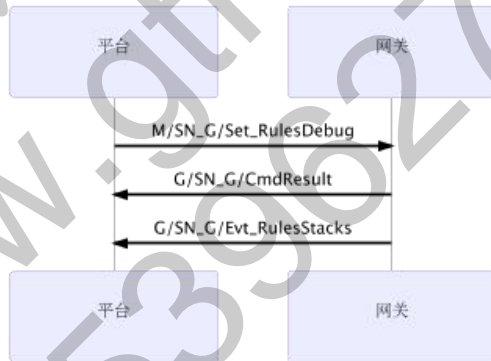 平台
网关
M/SN_G/Set_RulesDebug
G/SN_G/CmdResult
G/SN_G/Evt_RulesStacks
平台
网关